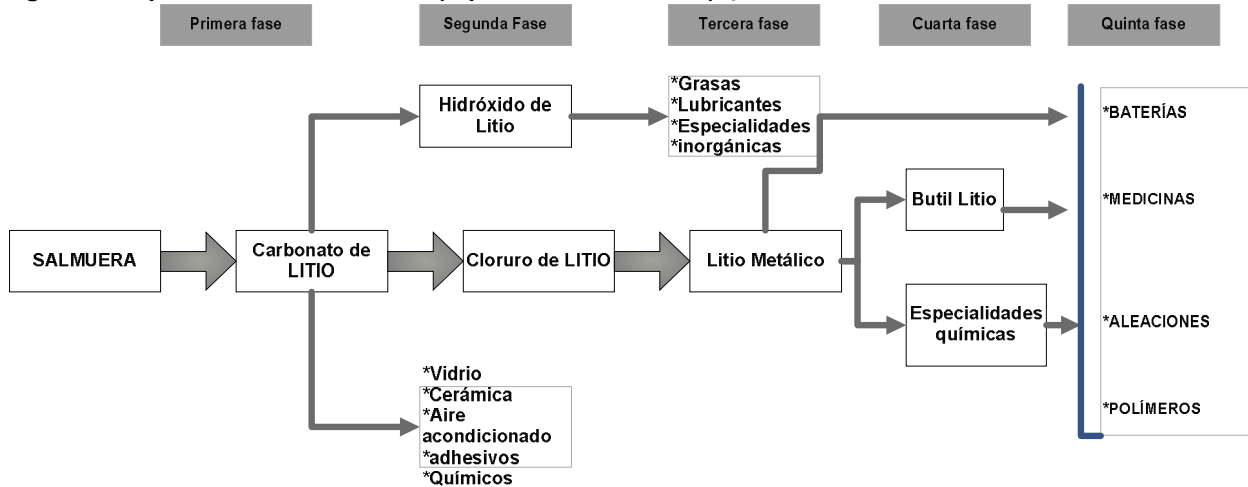 Primera fase
Segunda Fase
Tercera fase
Cuarta fase
Quinta fase
Hidróxido de
Litio
*Grasas
*Lubricantes
*Especialidades
*inorgánicas
*BATERÍAS
Butil Litio
*MEDICINAS
SALMUERA
Carbonato de
LITIO
Cloruro de LITIO
Litio Metálico
Especialidades
químicas
*ALEACIONES
*Vidrio
*Cerámica
*Aire
acondicionado
*adhesivos
*Químicos
*POLÍMEROS